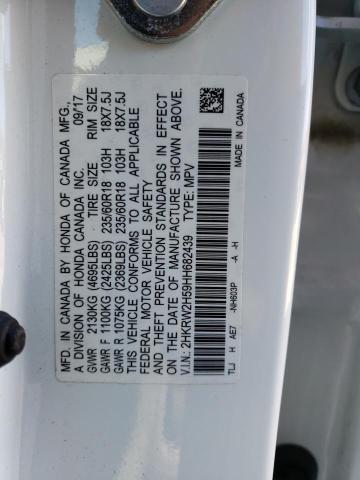 MFD. IN CANADA BY HONDA OF CANADA MFG.,
A DIVISION OF HONDA CANADA INC. 09/17
GVWR 2130KG (4695LBS) TIRE SIZE RIM SIZE
GAWR F 1100KG (2425LBS) 235/60R18 103H 18X7.5J
GAWR R 1075KG (2369LBS) 235/60R18 103H 18X7.5J
THIS VEHICLE CONFORMS TO ALL APPLICABLE
FEDERAL MOTOR VEHICLE SAFETY
AND THEFT PREVENTION STANDARDS IN EFFECT
ON THE DATE OF MANUFACTURE SHOWN ABOVE.
V.I.N.: 2HKRW2H59HH682439 TYPE: MPV
TLJ H AE7 -NH603P -A -H MADE IN CANADA